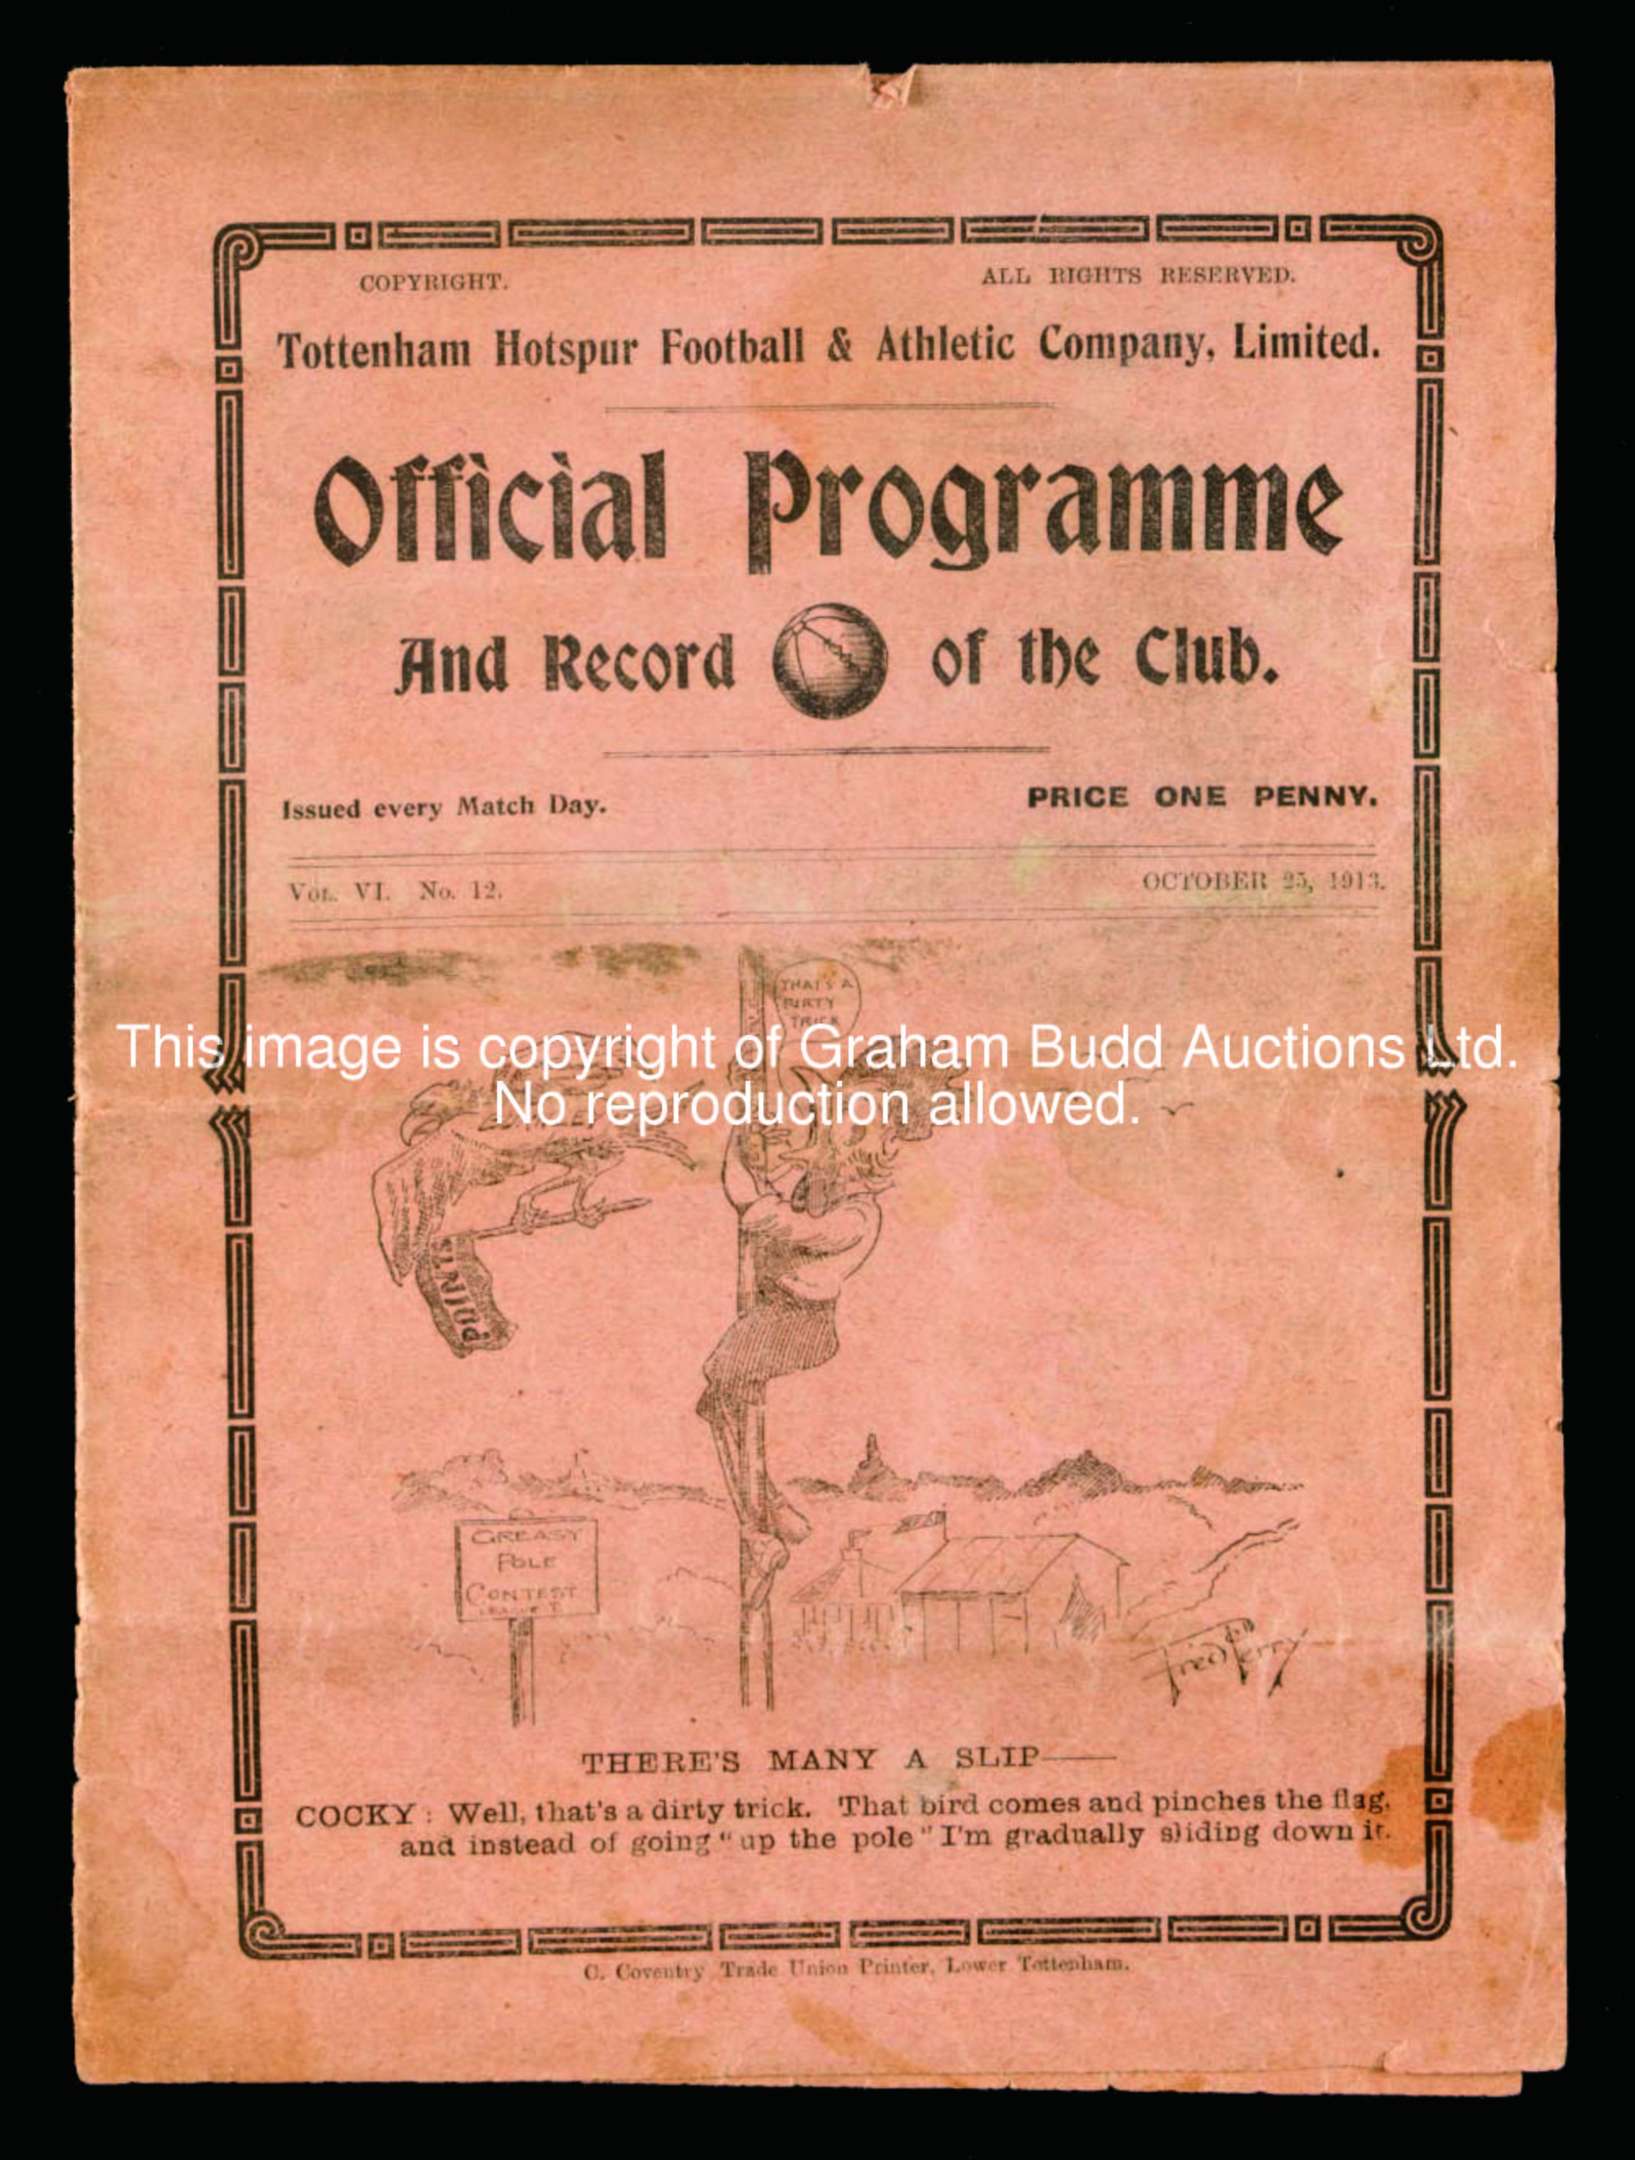 COPYRIGHT.
ALL RIGHTS RESERVED.
Tottenham Hotspur Football & Athletic Company, Limited.
Official Programme
And Record of the Club.
Issued every Match Day.
PRICE ONE PENNY.
VOL. VI. No. 12.
OCTOBER 25, 1913.
THAT'S A
DIRTY
TRICK
This image is copyright of Graham Budd Auctions Ltd.
No reproduction allowed.
POINTS
GREASY
POLE
CONTEST
Fred Perry
THERE'S MANY A SLIP——
COCKY : Well, that's a dirty trick. That bird comes and pinches the flag,
and instead of going "up the pole" I'm gradually sliding down it.
C. Coventry Trade Union Printer, Lower Tottenham.